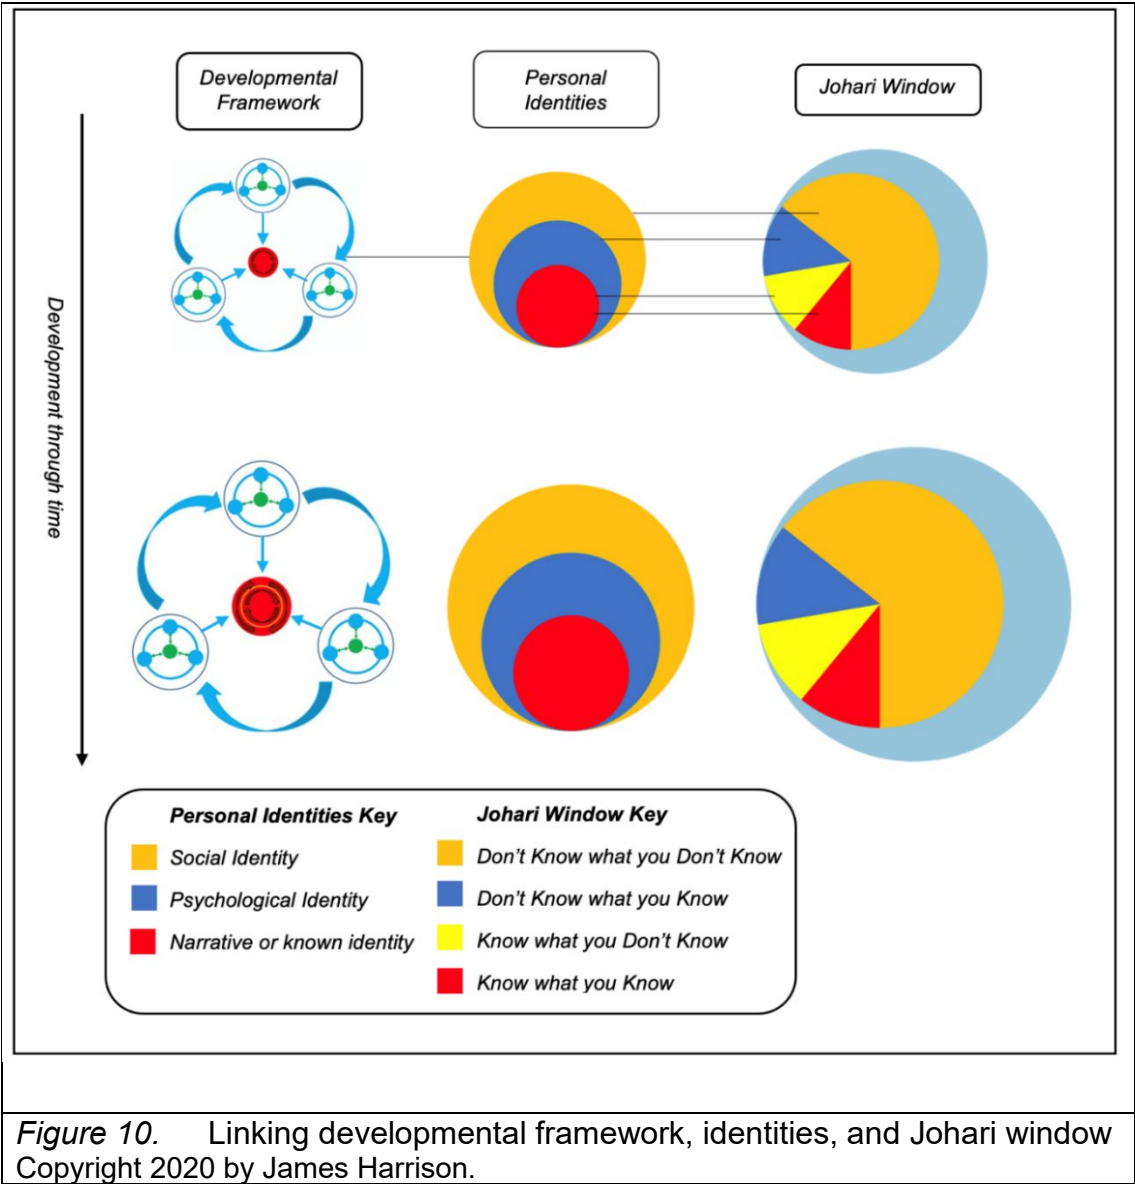 Developmental
Framework
Personal
Identities
Johari Window
Development through time
Personal Identities Key
Social Identity
Psychological Identity
Narrative or known identity
Johari Window Key
Don't Know what you Don't Know
Don't Know what you Know
Know what you Don't Know
Know what you Know
Figure 10. Linking developmental framework, identities, and Johari window
Copyright 2020 by James Harrison.